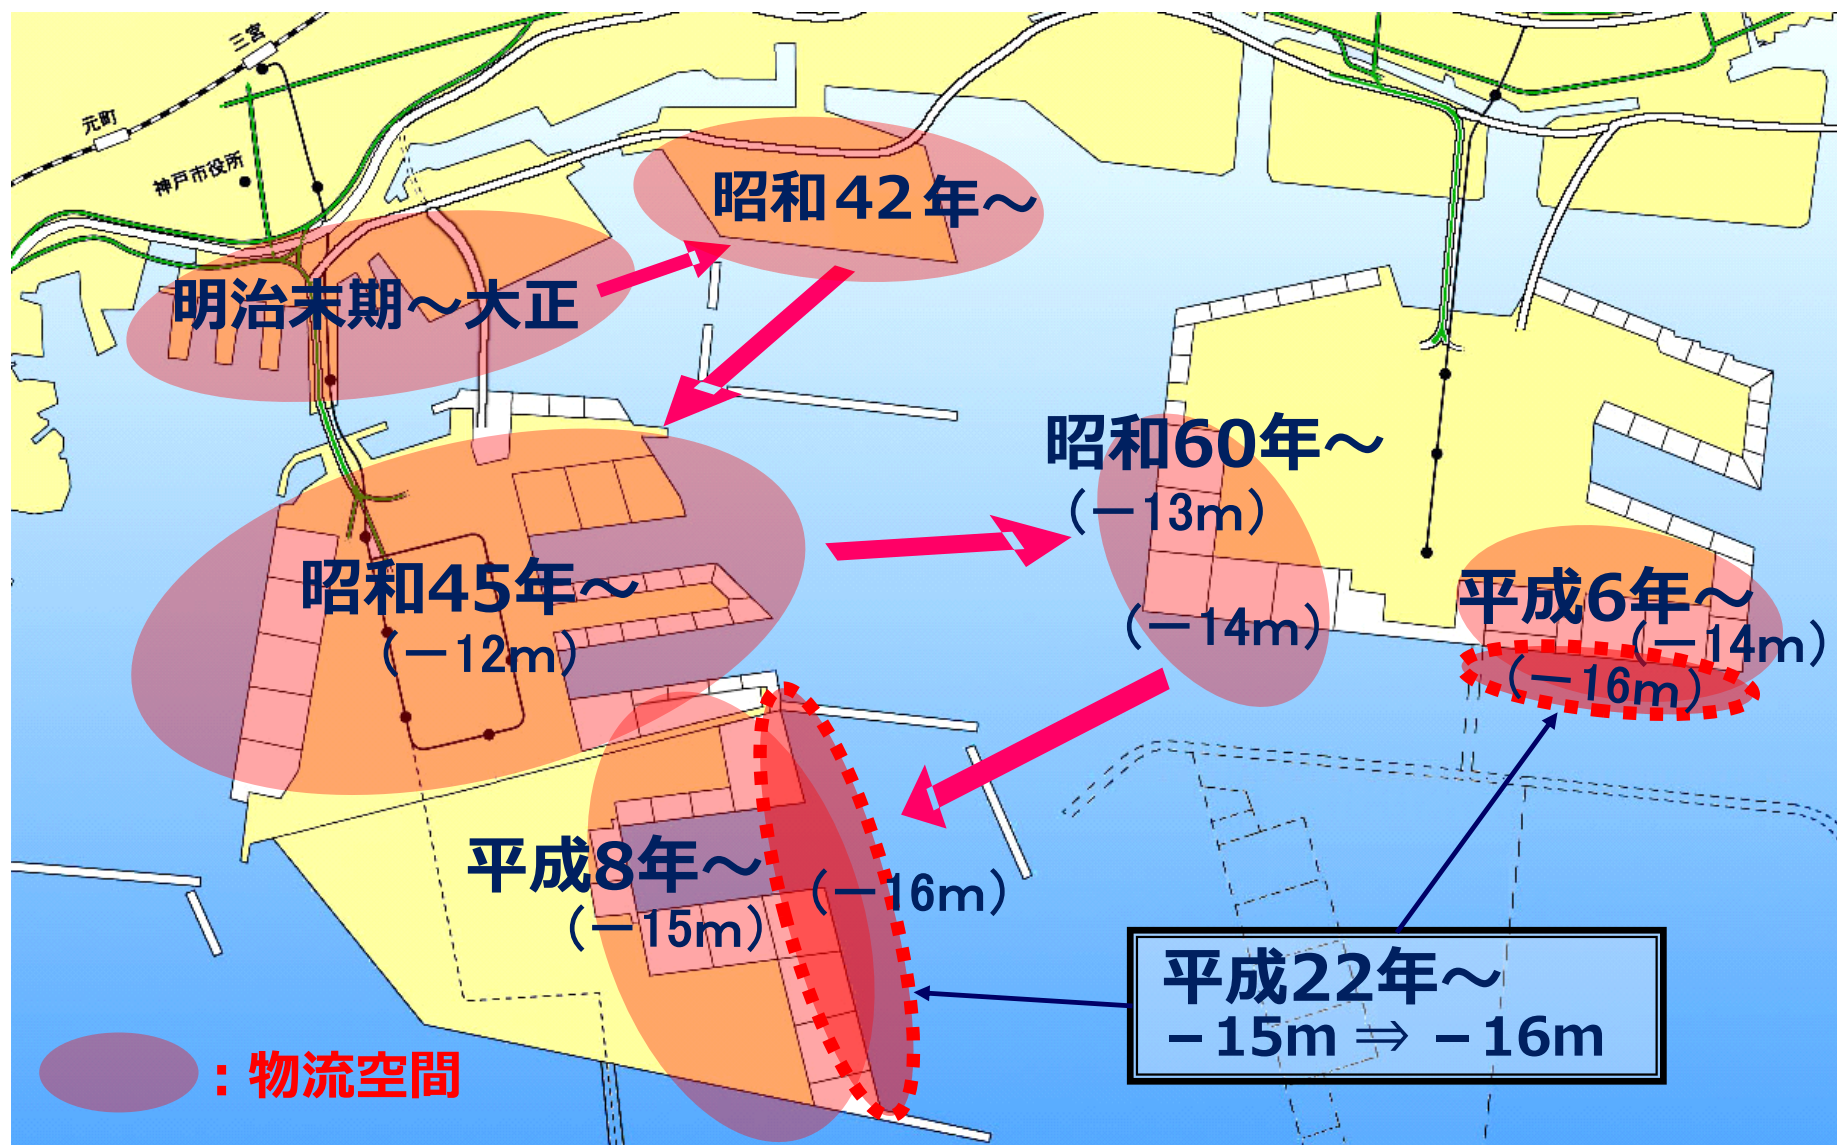 三宮
元町
神戸市役所
昭和42年～
明治末期～大正
昭和60年～
（－13m）
昭和45年～
（－12m）
（－14m）
平成6年～
（－14m）
（－16m）
平成8年～
（－15m）
（－16m）
平成22年～
－15m ⇒ －16m
：物流空間